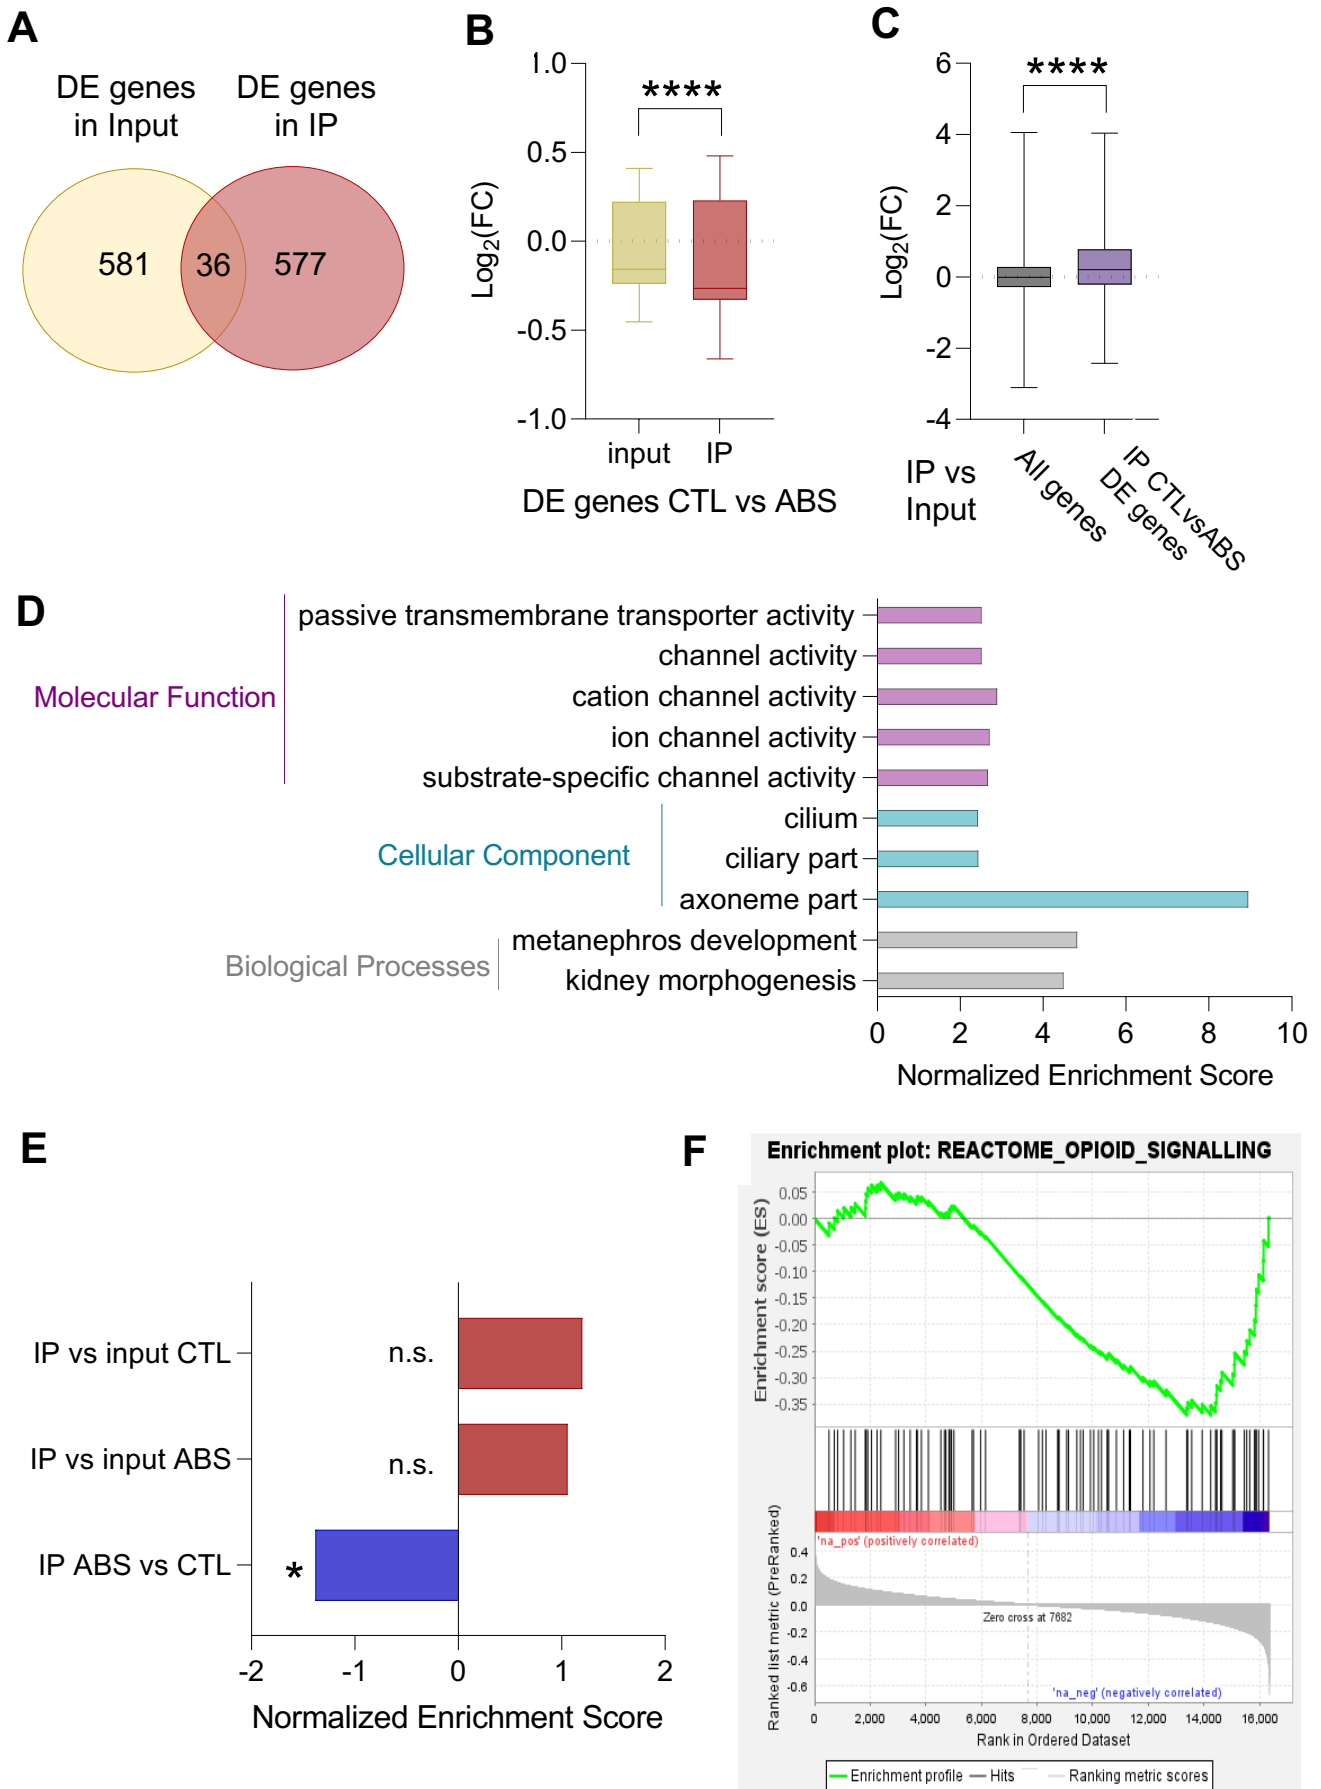 A
DE genes
in Input
DE genes
in IP
581
36
577
B
1.0
0.5
0.0
-0.5
-1.0
Log2(FC)
****
input
IP
DE genes CTL vs ABS
C
6
4
2
0
-2
-4
Log2(FC)
****
IP vs
Input
All genes
IP CTLvsABS
DE genes
D
Molecular Function
passive transmembrane transporter activity
channel activity
cation channel activity
ion channel activity
substrate-specific channel activity
Cellular Component
cilium
ciliary part
axoneme part
Biological Processes
metanephros development
kidney morphogenesis
0 2 4 6 8 10
Normalized Enrichment Score
E
IP vs input CTL
n.s.
IP vs input ABS
n.s.
IP ABS vs CTL
*
-2 -1 0 1 2
Normalized Enrichment Score
F
Enrichment plot: REACTOME_OPIOID_SIGNALLING
Enrichment score (ES)
0.05
0.00
-0.05
-0.10
-0.15
-0.20
-0.25
-0.30
-0.35
'na_pos' (positively correlated)
Ranked list metric (PreRanked)
0.4
0.2
0.0
-0.2
-0.4
-0.6
Zero cross at 7682
'na_neg' (negatively correlated)
0 2,000 4,000 6,000 8,000 10,000 12,000 14,000 16,000
Rank in Ordered Dataset
Enrichment profile Hits Ranking metric scores